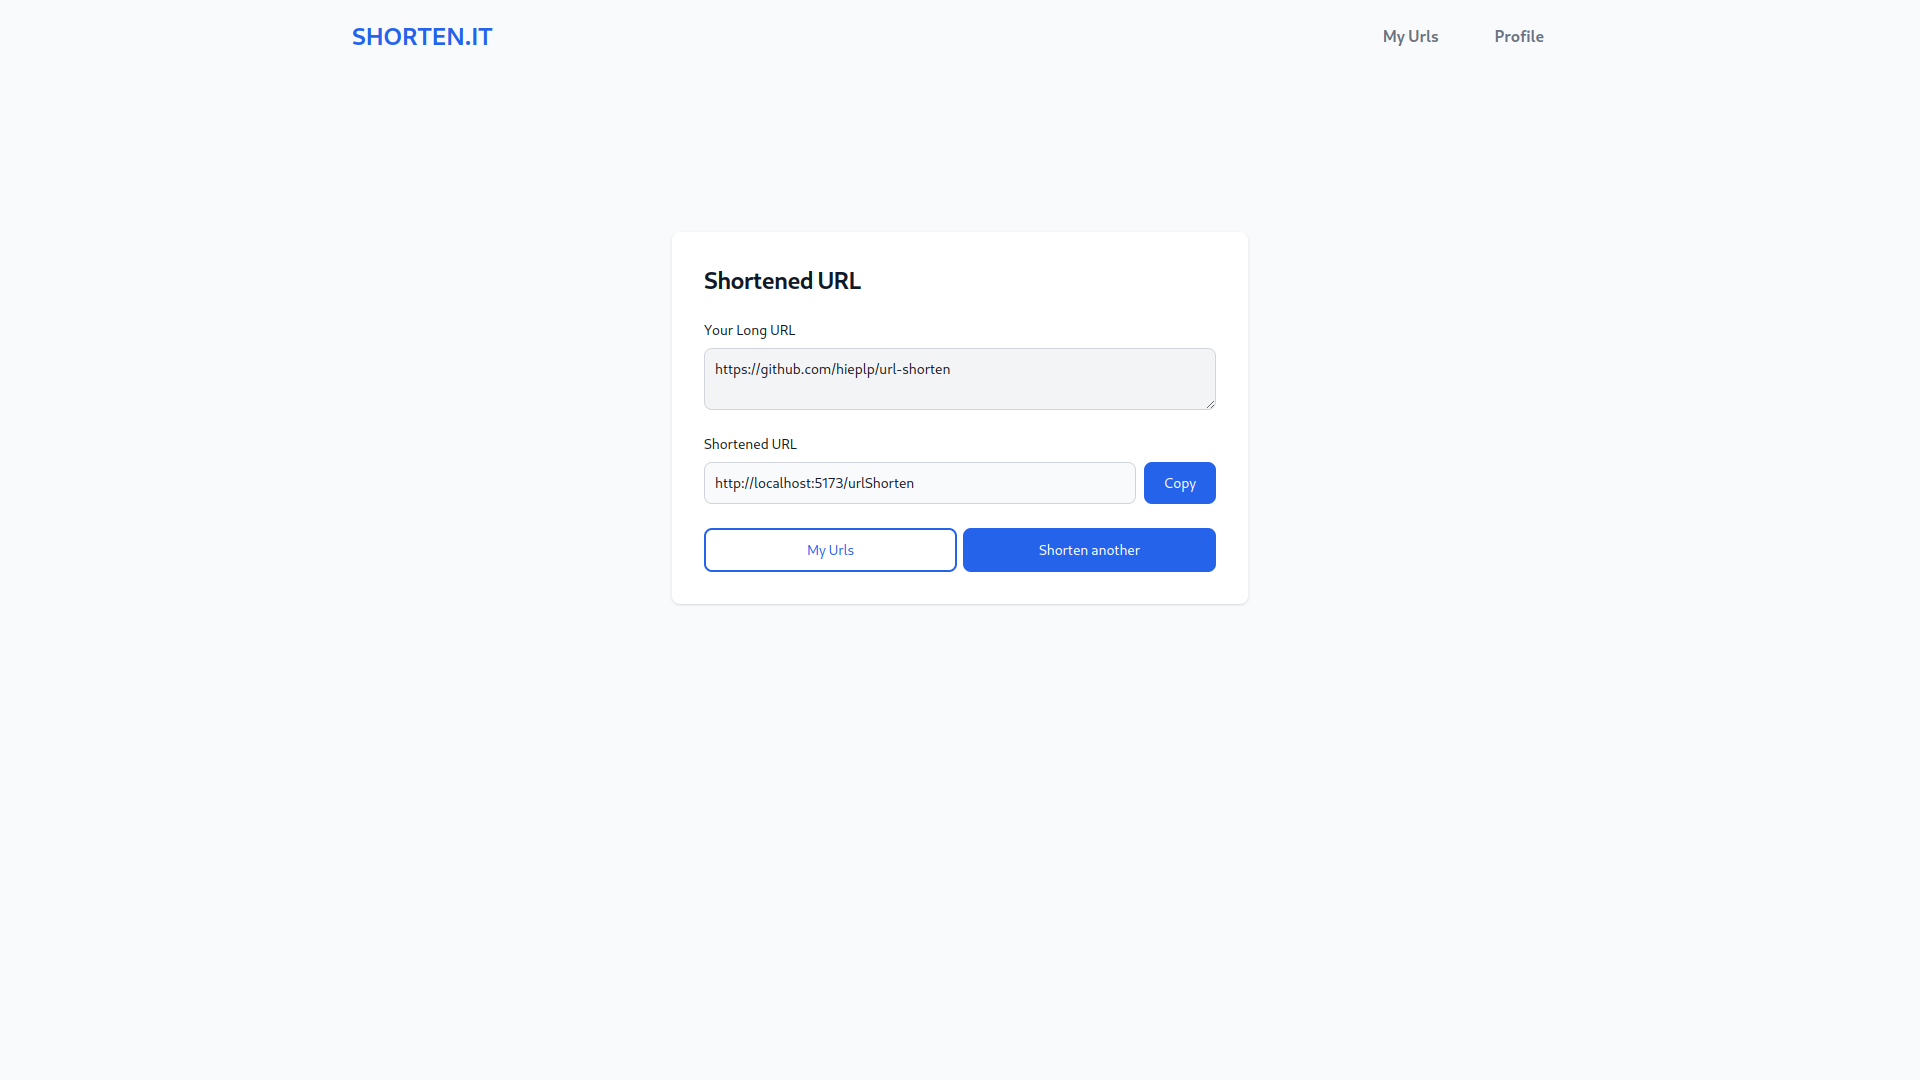 SHORTEN.IT
My Urls
Profile
Shortened URL
Your Long URL
https://github.com/hieplp/url-shorten
Shortened URL
http://localhost:5173/urlShorten
Copy
My Urls
Shorten another